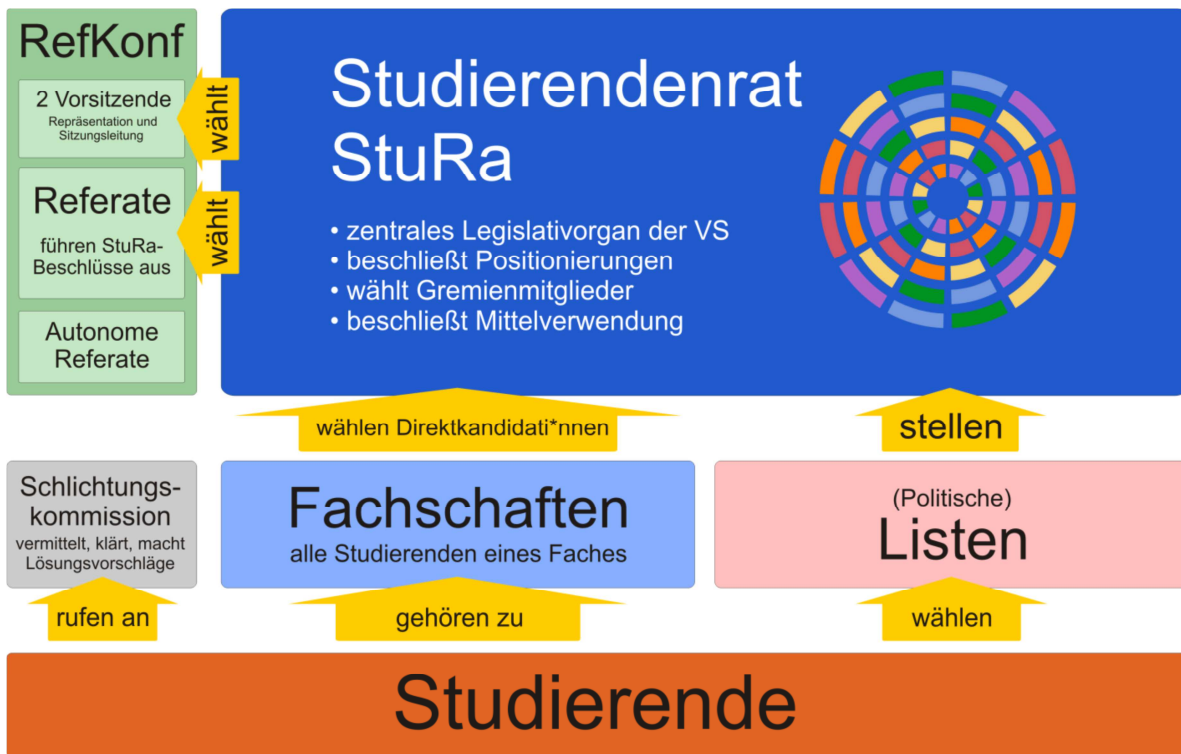 RefKonf
2 Vorsitzende
Repräsentation und
Sitzungsleitung
wählt
Referate
führen StuRa-
Beschlüsse aus
wählt
Autonome
Referate
Studierendenrat
StuRa
• zentrales Legislativorgan der VS
• beschließt Positionierungen
• wählt Gremienmitglieder
• beschließt Mittelverwendung
wählen Direktkandidati*nnen
stellen
Schlichtungs-
kommission
vermittelt, klärt, macht
Lösungsvorschläge
Fachschaften
alle Studierenden eines Faches
(Politische)
Listen
rufen an
gehören zu
wählen
Studierende